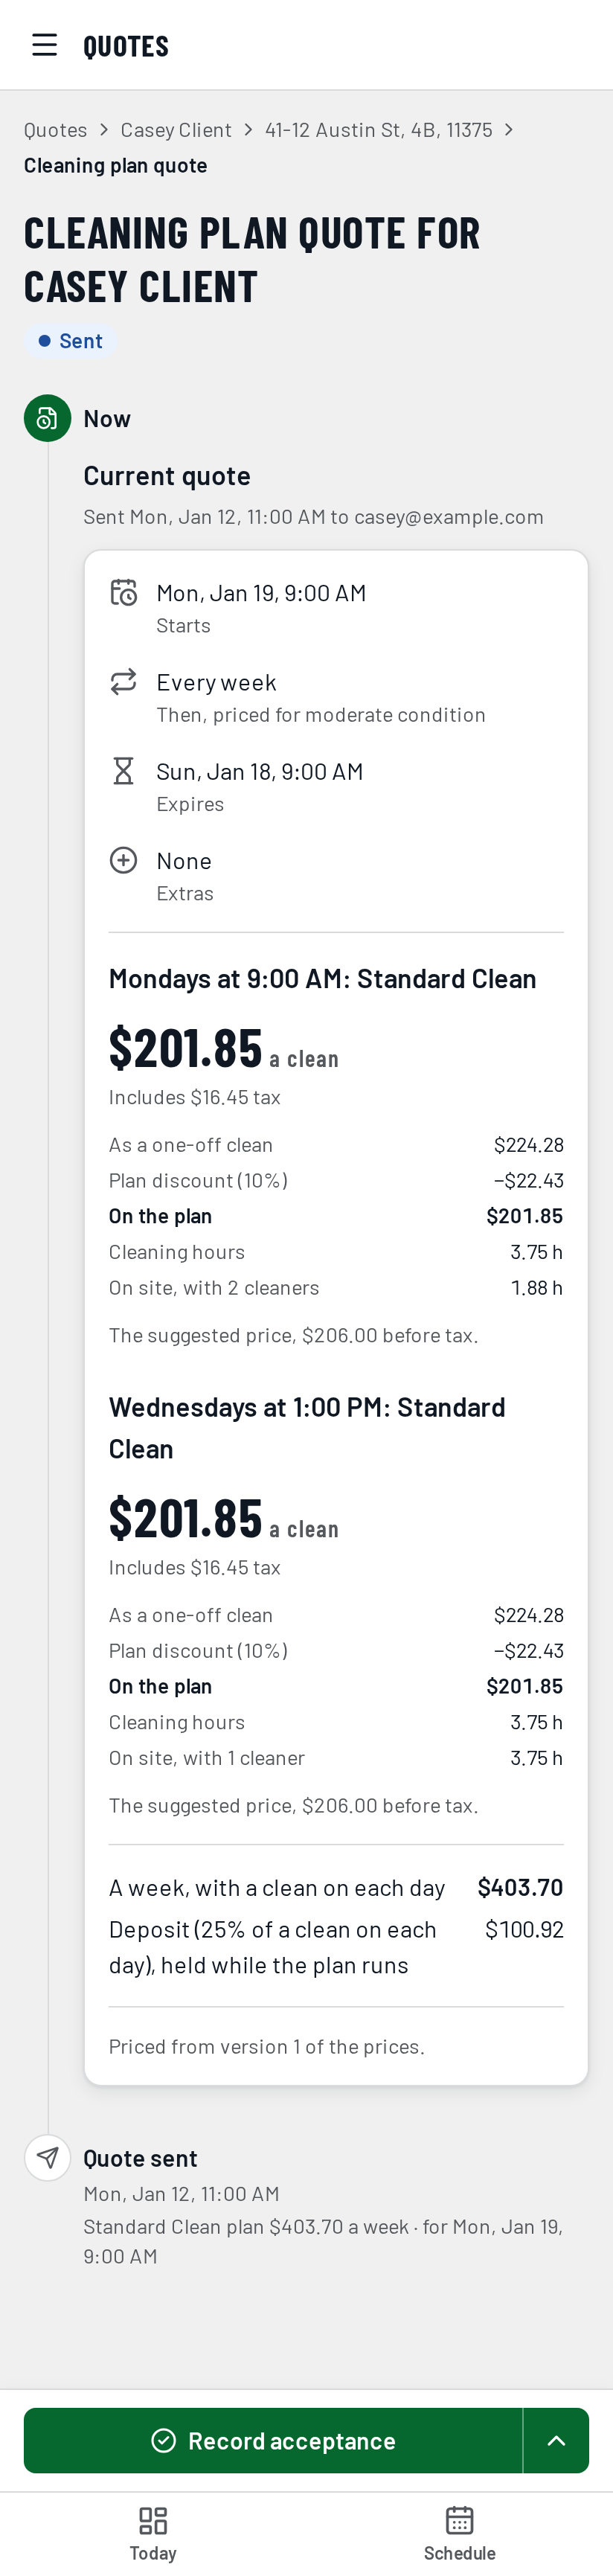 QUOTES
Quotes > Casey Client > 41-12 Austin St, 4B, 11375 >
Cleaning plan quote
CLEANING PLAN QUOTE FOR
CASEY CLIENT
Sent
Now
Current quote
Sent Mon, Jan 12, 11:00 AM to casey@example.com
Mon, Jan 19, 9:00 AM
Starts
Every week
Then, priced for moderate condition
Sun, Jan 18, 9:00 AM
Expires
None
Extras
Mondays at 9:00 AM: Standard Clean
$201.85 a clean
Includes $16.45 tax
As a one-off clean $224.28
Plan discount (10%) −$22.43
On the plan $201.85
Cleaning hours 3.75 h
On site, with 2 cleaners 1.88 h
The suggested price, $206.00 before tax.
Wednesdays at 1:00 PM: Standard
Clean
$201.85 a clean
Includes $16.45 tax
As a one-off clean $224.28
Plan discount (10%) −$22.43
On the plan $201.85
Cleaning hours 3.75 h
On site, with 1 cleaner 3.75 h
The suggested price, $206.00 before tax.
A week, with a clean on each day $403.70
Deposit (25% of a clean on each $100.92
day), held while the plan runs
Priced from version 1 of the prices.
Quote sent
Mon, Jan 12, 11:00 AM
Standard Clean plan $403.70 a week · for Mon, Jan 19,
9:00 AM
Record acceptance
Today Schedule